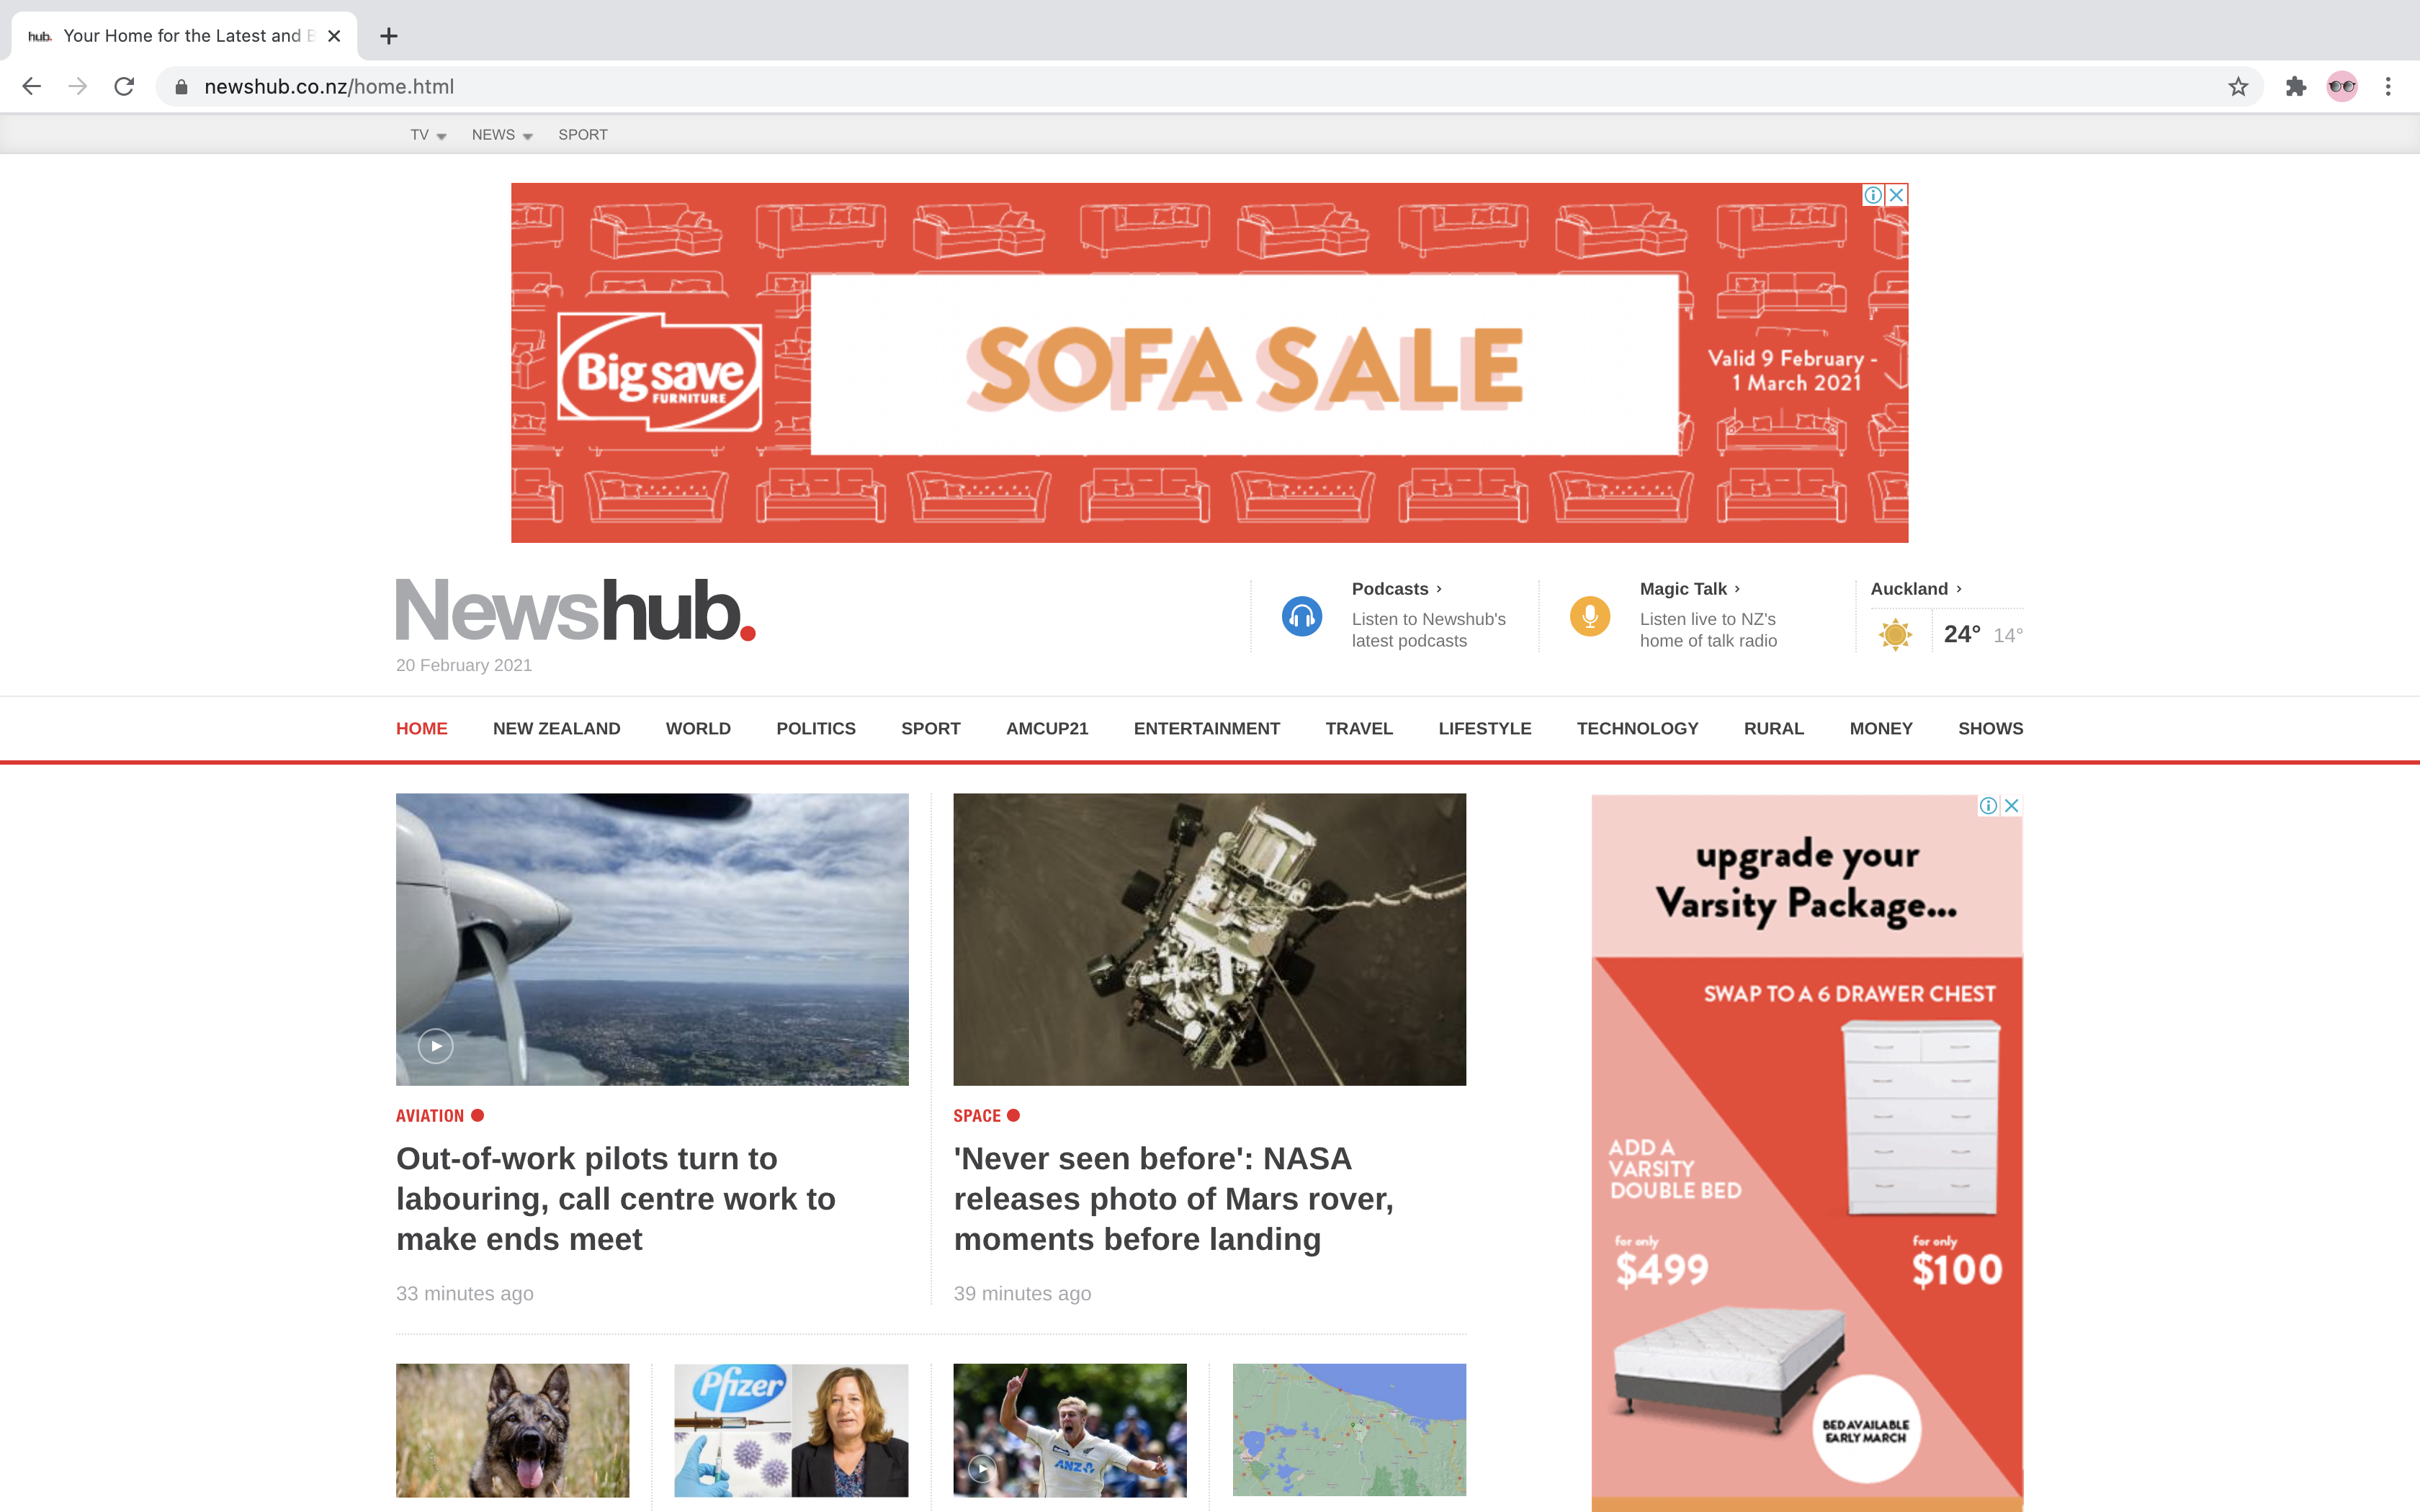 hub. Your Home for the Latest and B
newshub.co.nz/home.html
TV NEWS SPORT
Big save
FURNITURE
SOFA SALE
Valid 9 February -
1 March 2021
Newshub.
20 February 2021
Podcasts ›
Listen to Newshub's
latest podcasts
Magic Talk ›
Listen live to NZ's
home of talk radio
Auckland ›
24° 14°
HOME NEW ZEALAND WORLD POLITICS SPORT AMCUP21 ENTERTAINMENT TRAVEL LIFESTYLE TECHNOLOGY RURAL MONEY SHOWS
AVIATION
Out-of-work pilots turn to
labouring, call centre work to
make ends meet
33 minutes ago
SPACE
'Never seen before': NASA
releases photo of Mars rover,
moments before landing
39 minutes ago
Pfizer
ANZ
upgrade your
Varsity Package...
SWAP TO A 6 DRAWER CHEST
ADD A
VARSITY
DOUBLE BED
for only
$499
for only
$100
BED AVAILABLE
EARLY MARCH